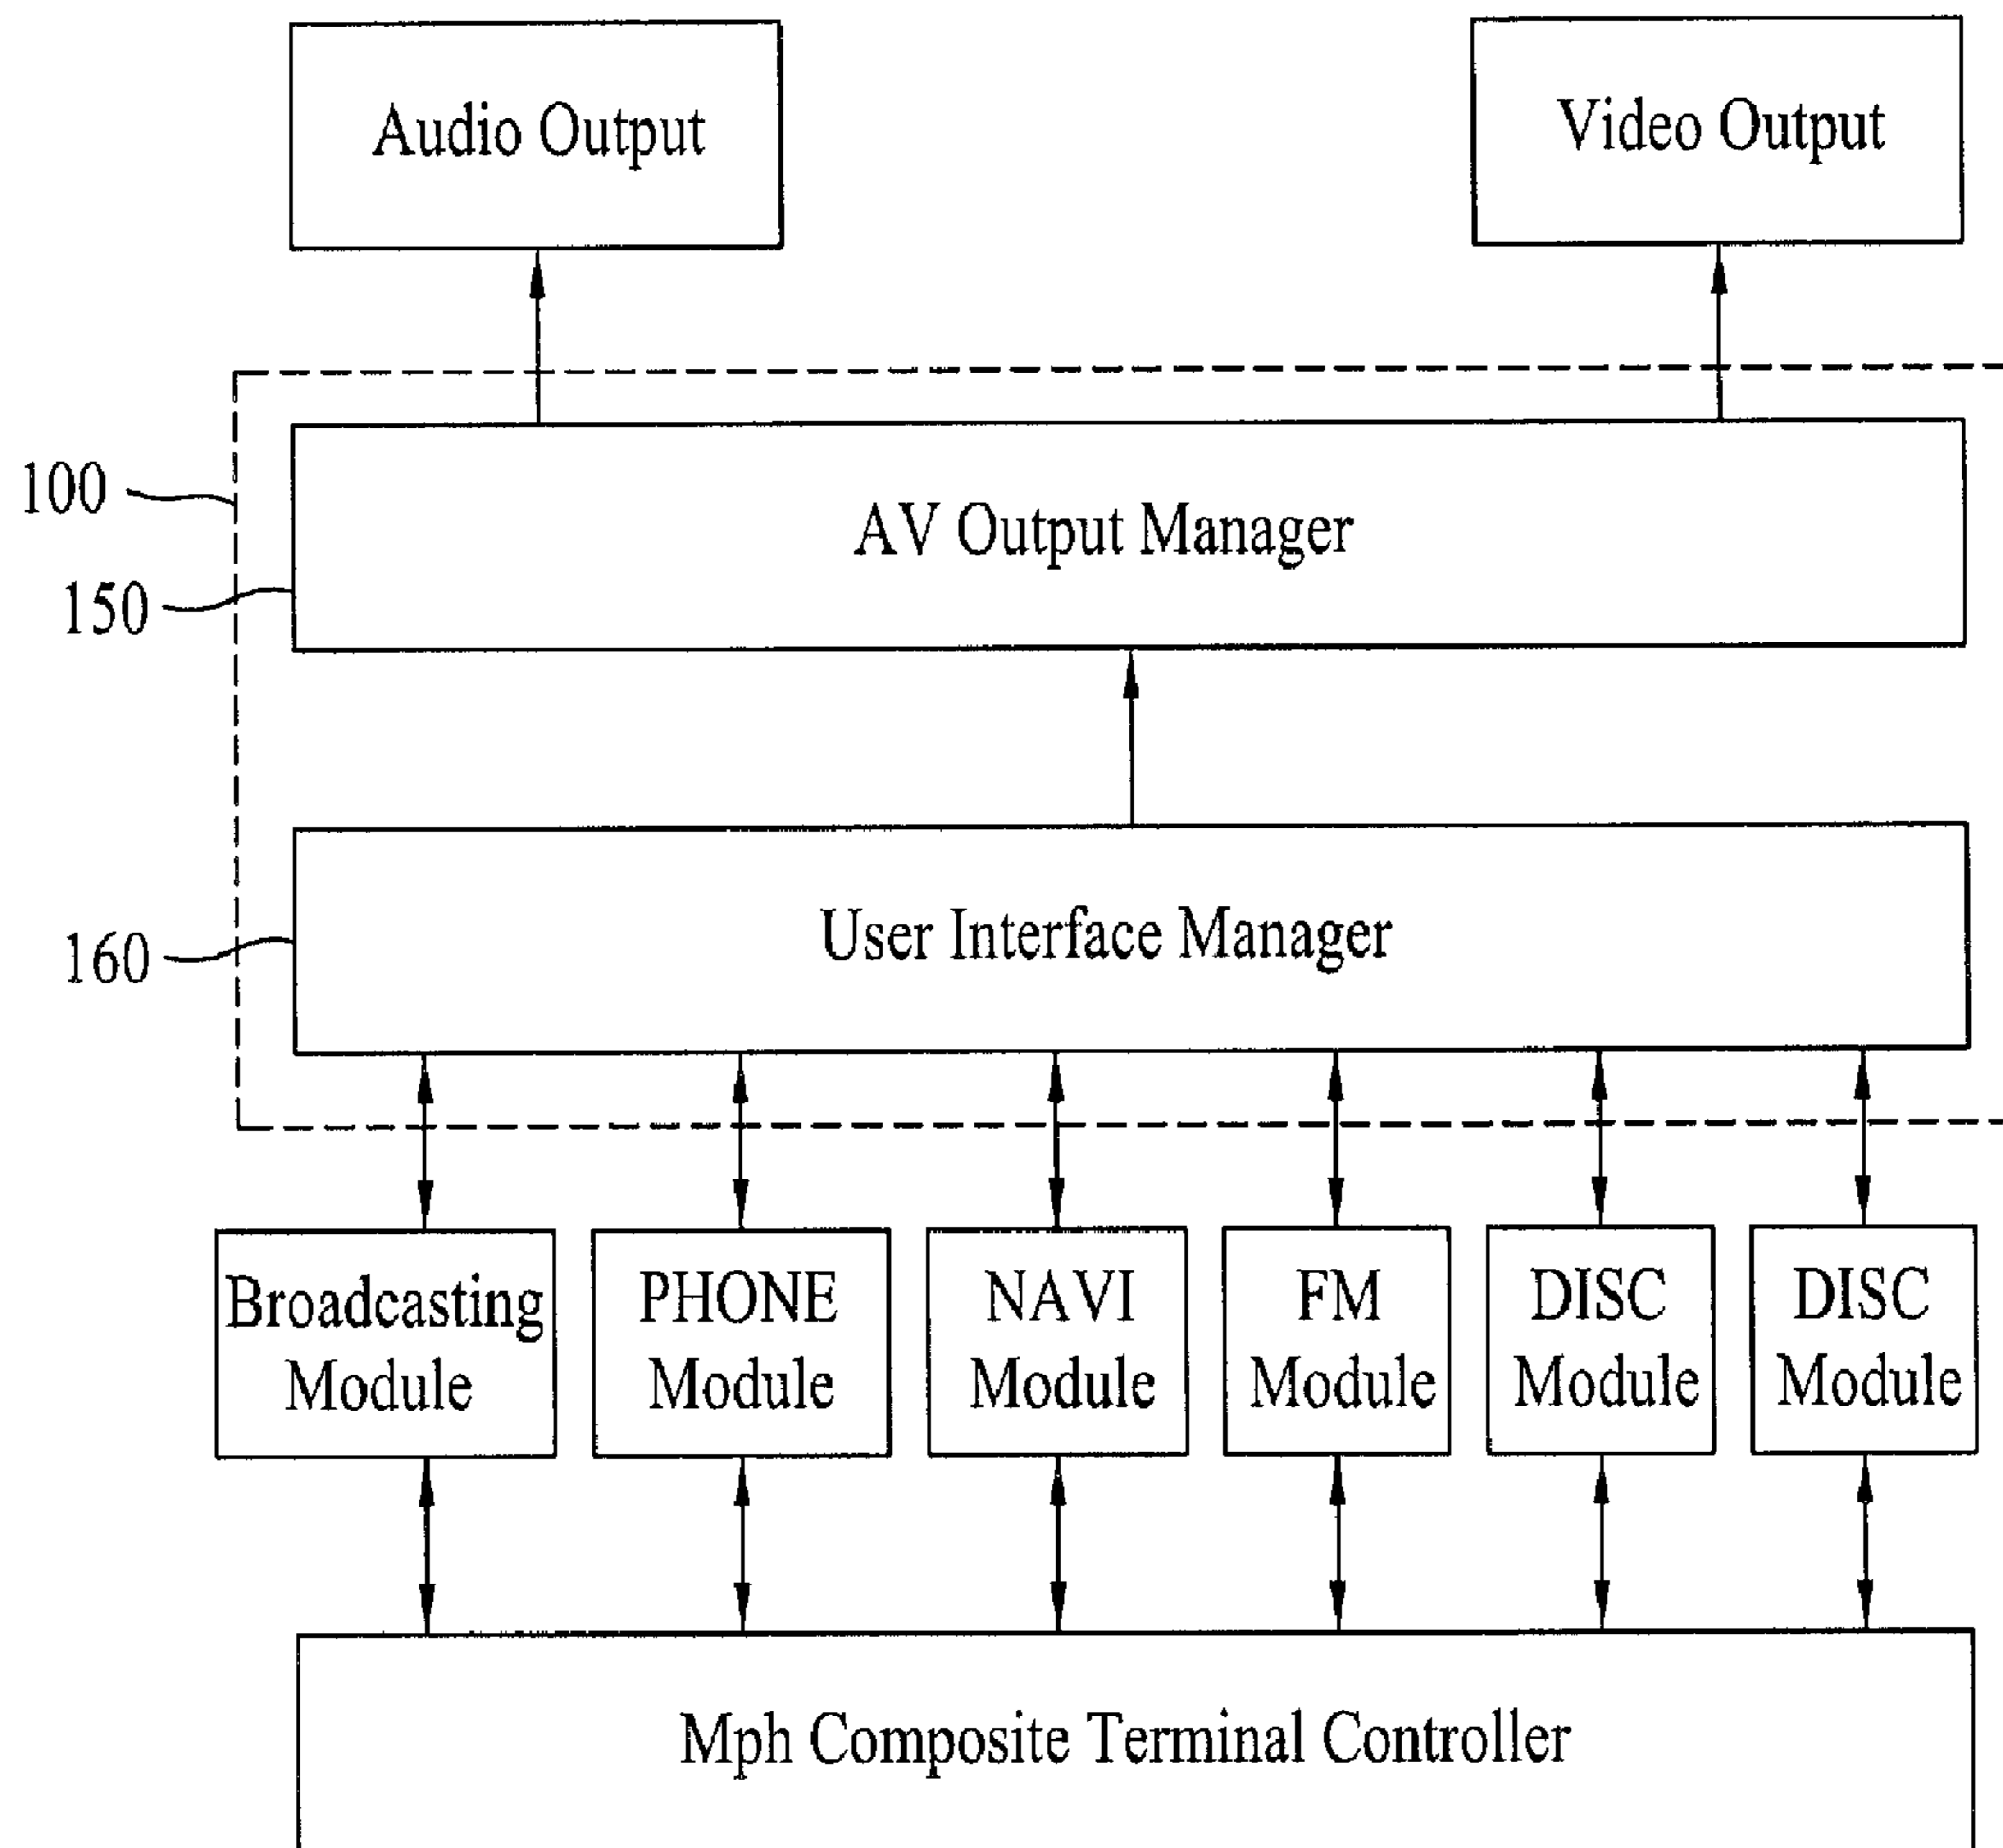 Audio Output
Video Output
100
AV Output Manager
150
User Interface Manager
160
Broadcasting
Module
PHONE
Module
NAVI
Module
FM
Module
DISC
Module
DISC
Module
Mph Composite Terminal Controller